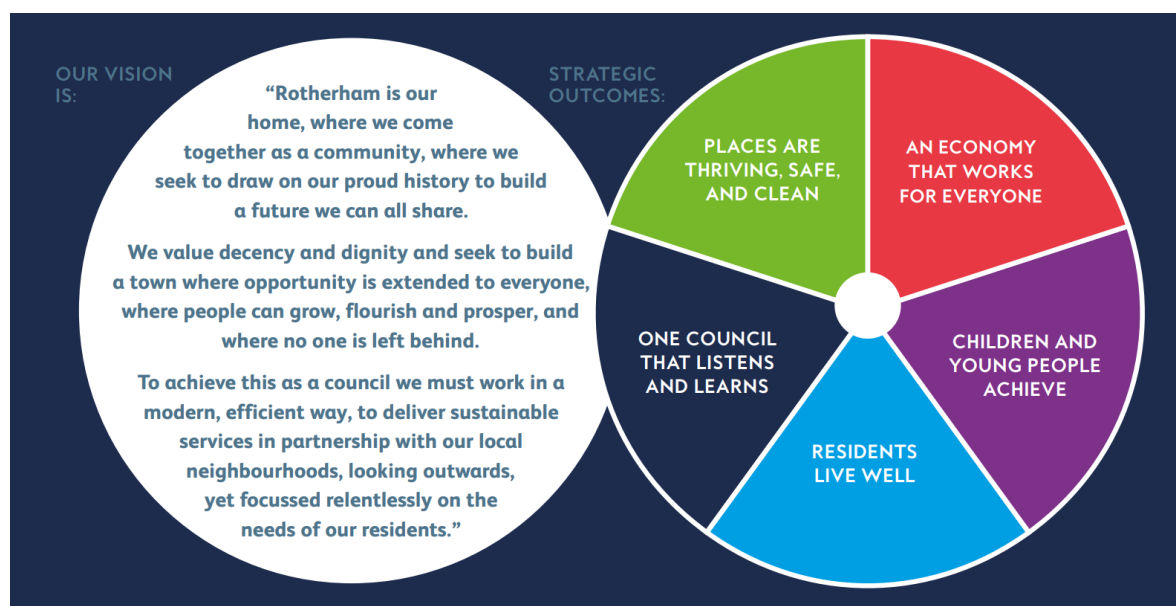 OUR VISION
IS:
“Rotherham is our
home, where we come
together as a community, where we
seek to draw on our proud history to build
a future we can all share.
We value decency and dignity and seek to build
a town where opportunity is extended to everyone,
where people can grow, flourish and prosper, and
where no one is left behind.
To achieve this as a council we must work in a
modern, efficient way, to deliver sustainable
services in partnership with our local
neighbourhoods, looking outwards,
yet focussed relentlessly on the
needs of our residents.”
STRATEGIC
OUTCOMES:
PLACES ARE
THRIVING, SAFE,
AND CLEAN
AN ECONOMY
THAT WORKS
FOR EVERYONE
CHILDREN AND
YOUNG PEOPLE
ACHIEVE
RESIDENTS
LIVE WELL
ONE COUNCIL
THAT LISTENS
AND LEARNS